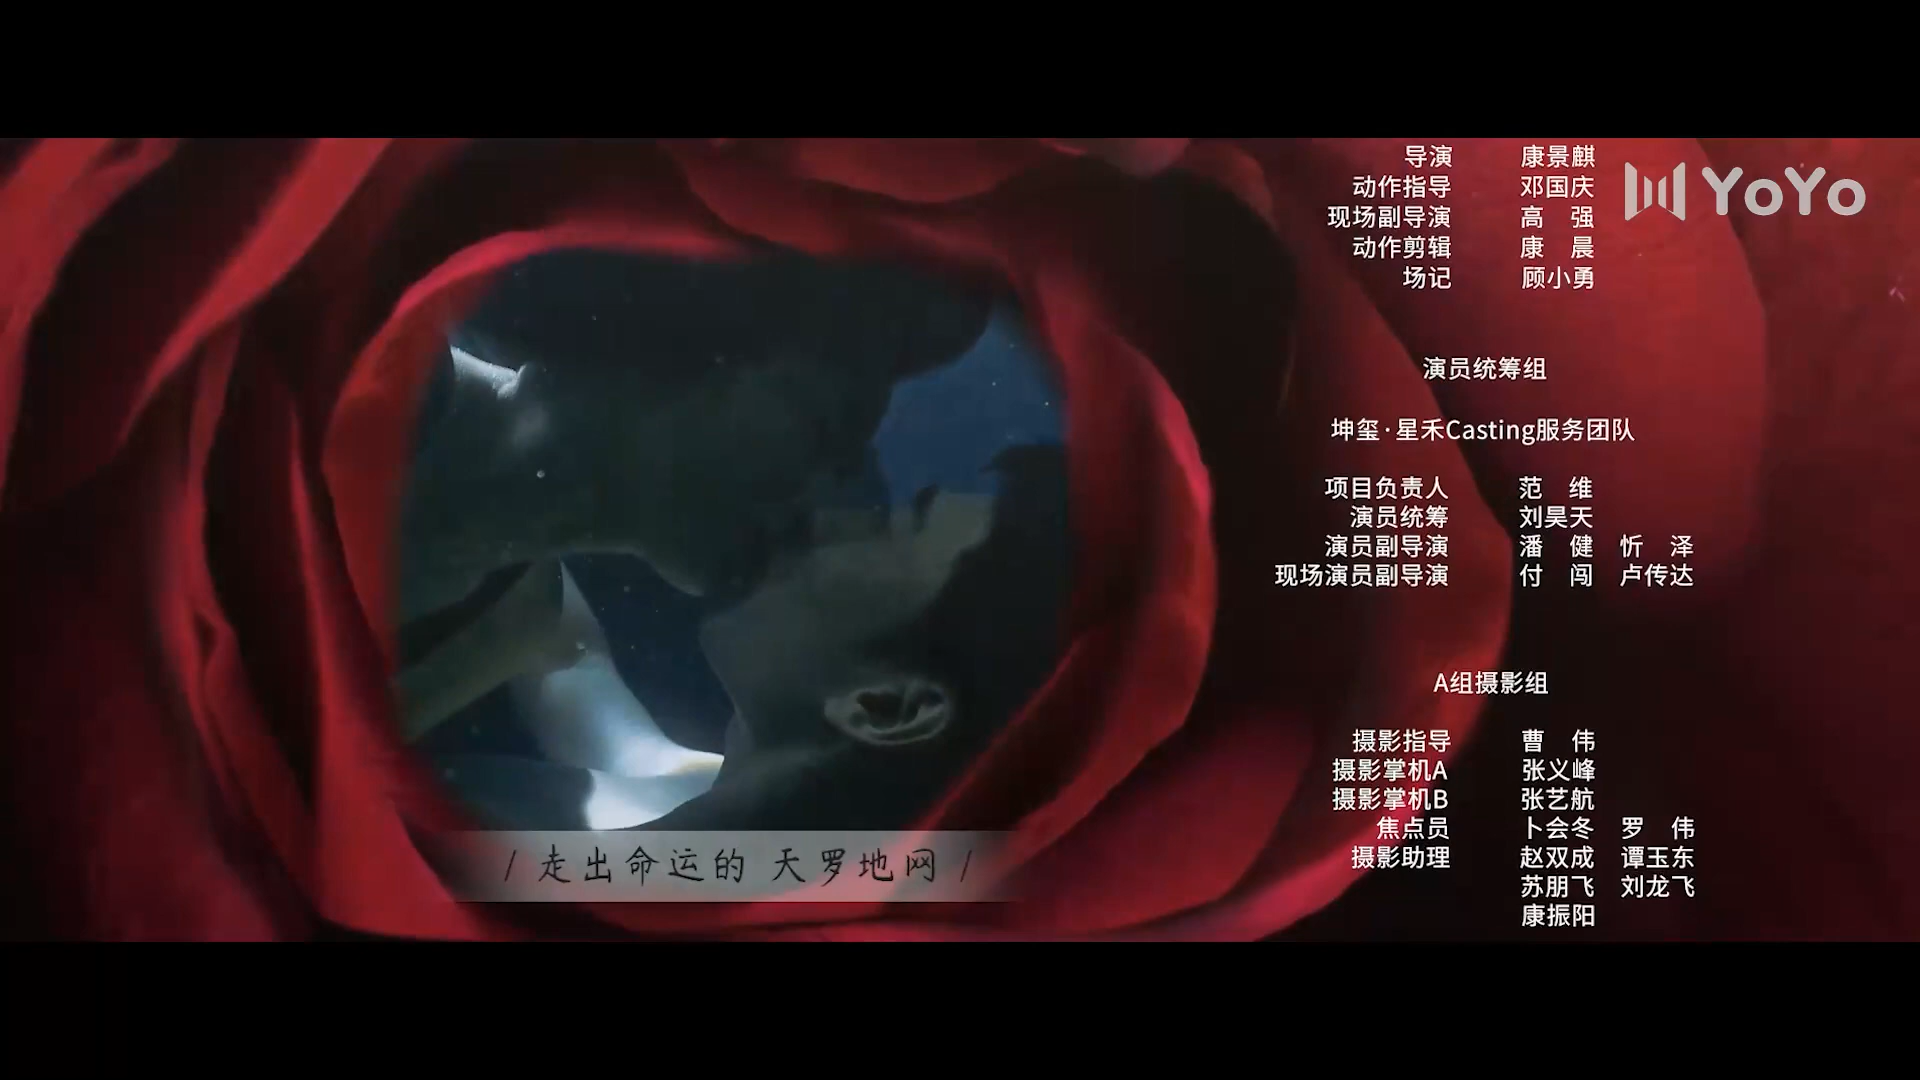 导演 康景麒
YoYo
动作指导 邓国庆
现场副导演 高 强
动作剪辑 康 晨
场记 顾小勇
演员统筹组
坤玺·星禾Casting服务团队
项目负责人 范 维
演员统筹 刘昊天
演员副导演 潘 健 忻 泽
现场演员副导演 付 闯 卢传达
A组摄影组
摄影指导 曹 伟
摄影掌机A 张义峰
摄影掌机B 张艺航
焦点员 卜会冬 罗 伟
摄影助理 赵双成 谭玉东
苏朋飞 刘龙飞
康振阳
/ 走出命运的 天罗地网 /